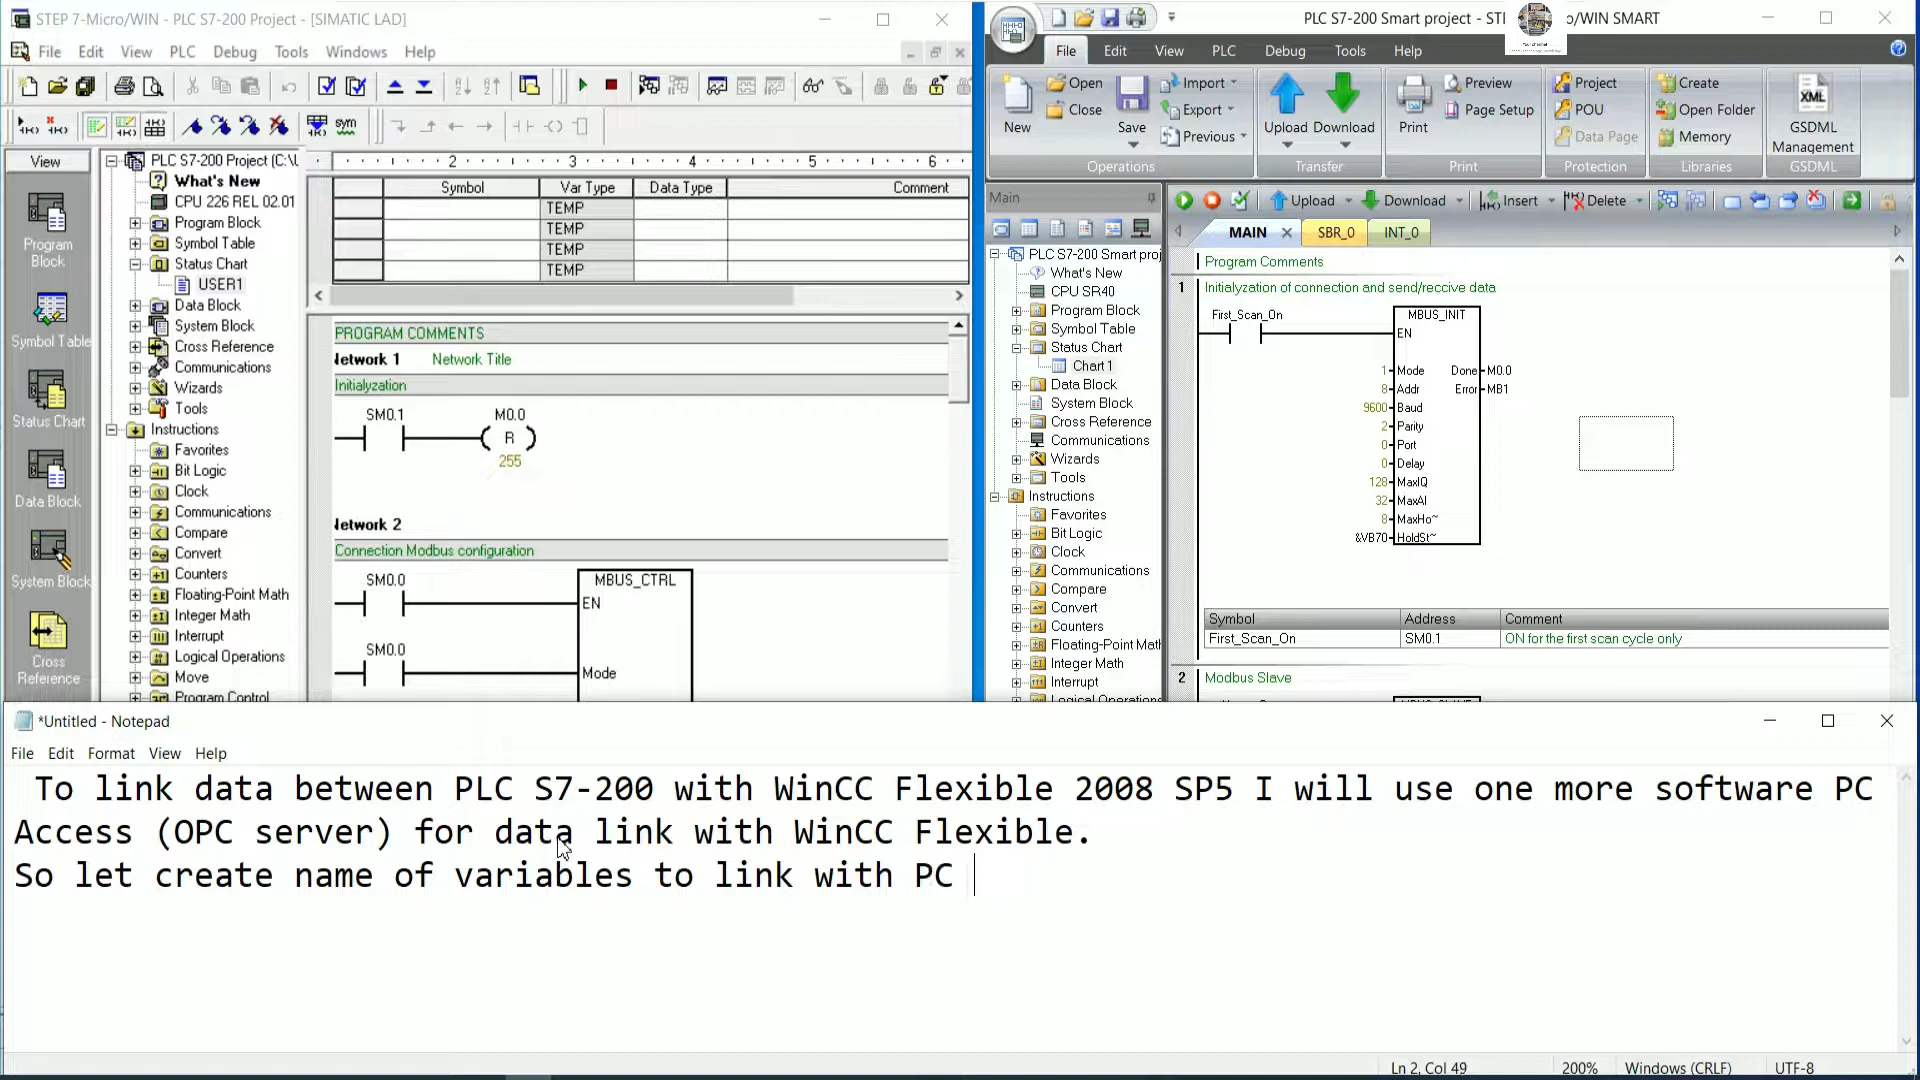 STEP 7-Micro/WIN - PLC S7-200 Project - [SIMATIC LAD]
File Edit View PLC Debug Tools Windows Help
sym
View
Program Block
Symbol Table
Status Chart
Data Block
System Block
Cross Reference
PLC S7-200 Project (C:\U
What's New
CPU 226 REL 02.01
Program Block
Symbol Table
Status Chart
USER1
Data Block
System Block
Cross Reference
Communications
Wizards
Tools
Instructions
Favorites
Bit Logic
Clock
Communications
Compare
Convert
Counters
Floating-Point Math
Integer Math
Interrupt
Logical Operations
Move
Program Control
2 3 4 5 6
Symbol Var Type Data Type Comment
TEMP
TEMP
TEMP
TEMP
PROGRAM COMMENTS
Network 1 Network Title
Initialyzation
SM0.1 M0.0
R
255
Network 2
Connection Modbus configuration
SM0.0 MBUS_CTRL
EN
SM0.0
Mode
PLC S7-200 Smart project - STE o/WIN SMART
Your channel
File Edit View PLC Debug Tools Help
New Open Close Save Import Export Previous
Operations
Upload Download
Transfer
Print Preview Page Setup
Print
Project POU Data Page
Protection
Create Open Folder Memory
Libraries
XML
GSDML Management
GSDML
Main
Upload Download Insert Delete
MAIN SBR_0 INT_0
PLC S7-200 Smart proj
What's New
CPU SR40
Program Block
Symbol Table
Status Chart
Chart 1
Data Block
System Block
Cross Reference
Communications
Wizards
Tools
Instructions
Favorites
Bit Logic
Clock
Communications
Compare
Convert
Counters
Floating-Point Math
Integer Math
Interrupt
Logical Operations
Program Comments
1 Initialyzation of connection and send/reccive data
First_Scan_On MBUS_INIT
EN
1 Mode Done M0.0
8 Addr Error MB1
9600 Baud
2 Parity
0 Port
0 Delay
128 MaxIQ
32 MaxAI
8 MaxHo~
&VB70 HoldSt~
Symbol Address Comment
First_Scan_On SM0.1 ON for the first scan cycle only
2 Modbus Slave
*Untitled - Notepad
File Edit Format View Help
To link data between PLC S7-200 with WinCC Flexible 2008 SP5 I will use one more software PC
Access (OPC server) for data link with WinCC Flexible.
So let create name of variables to link with PC
Ln 2, Col 49 200% Windows (CRLF) UTF-8